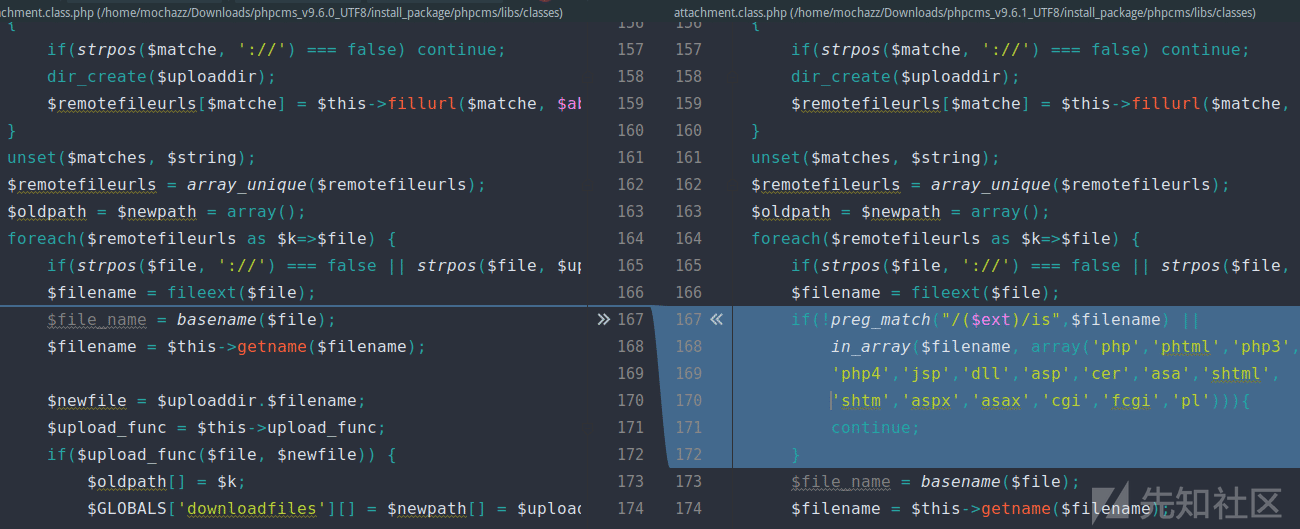 attachment.class.php (/home/mochazz/Downloads/phpcms_v9.6.0_UTF8/install_package/phpcms/libs/classes)
{
if(strpos($matche, '://') === false) continue;
dir_create($uploaddir);
$remotefileurls[$matche] = $this->fillurl($matche, $ab
}
unset($matches, $string);
$remotefileurls = array_unique($remotefileurls);
$oldpath = $newpath = array();
foreach($remotefileurls as $k=>$file) {
if(strpos($file, '://') === false || strpos($file, $up
$filename = fileext($file);
$file_name = basename($file);
$filename = $this->getname($filename);
$newfile = $uploaddir.$filename;
$upload_func = $this->upload_func;
if($upload_func($file, $newfile)) {
$oldpath[] = $k;
$GLOBALS['downloadfiles'][] = $newpath[] = $upload
156
157
158
159
160
161
162
163
164
165
166
» 167
168
169
170
171
172
173
174
attachment.class.php (/home/mochazz/Downloads/phpcms_v9.6.1_UTF8/install_package/phpcms/libs/classes)
156 {
157 if(strpos($matche, '://') === false) continue;
158 dir_create($uploaddir);
159 $remotefileurls[$matche] = $this->fillurl($matche,
160 }
161 unset($matches, $string);
162 $remotefileurls = array_unique($remotefileurls);
163 $oldpath = $newpath = array();
164 foreach($remotefileurls as $k=>$file) {
165 if(strpos($file, '://') === false || strpos($file,
166 $filename = fileext($file);
167 « if(!preg_match("/($ext)/is",$filename) ||
168 in_array($filename, array('php','phtml','php3',
169 'php4','jsp','dll','asp','cer','asa','shtml',
170 'shtm','aspx','asax','cgi','fcgi','pl'))){
171 continue;
172 }
173 $file_name = basename($file);
174 $filename = $this->getname($filename);
先知社区